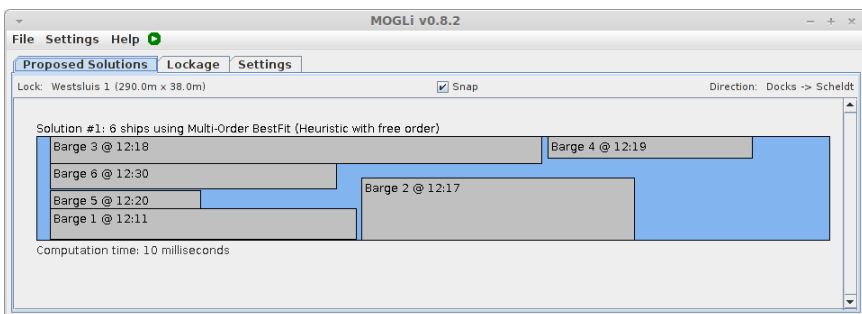 MOGLi v0.8.2
File Settings Help
Proposed Solutions Lockage Settings
Lock: Westsluis 1 (290.0m x 38.0m) Snap Direction: Docks -> Scheldt
Solution #1: 6 ships using Multi-Order BestFit (Heuristic with free order)
Barge 3 @ 12:18 Barge 4 @ 12:19
Barge 6 @ 12:30
Barge 2 @ 12:17
Barge 5 @ 12:20
Barge 1 @ 12:11
Computation time: 10 milliseconds